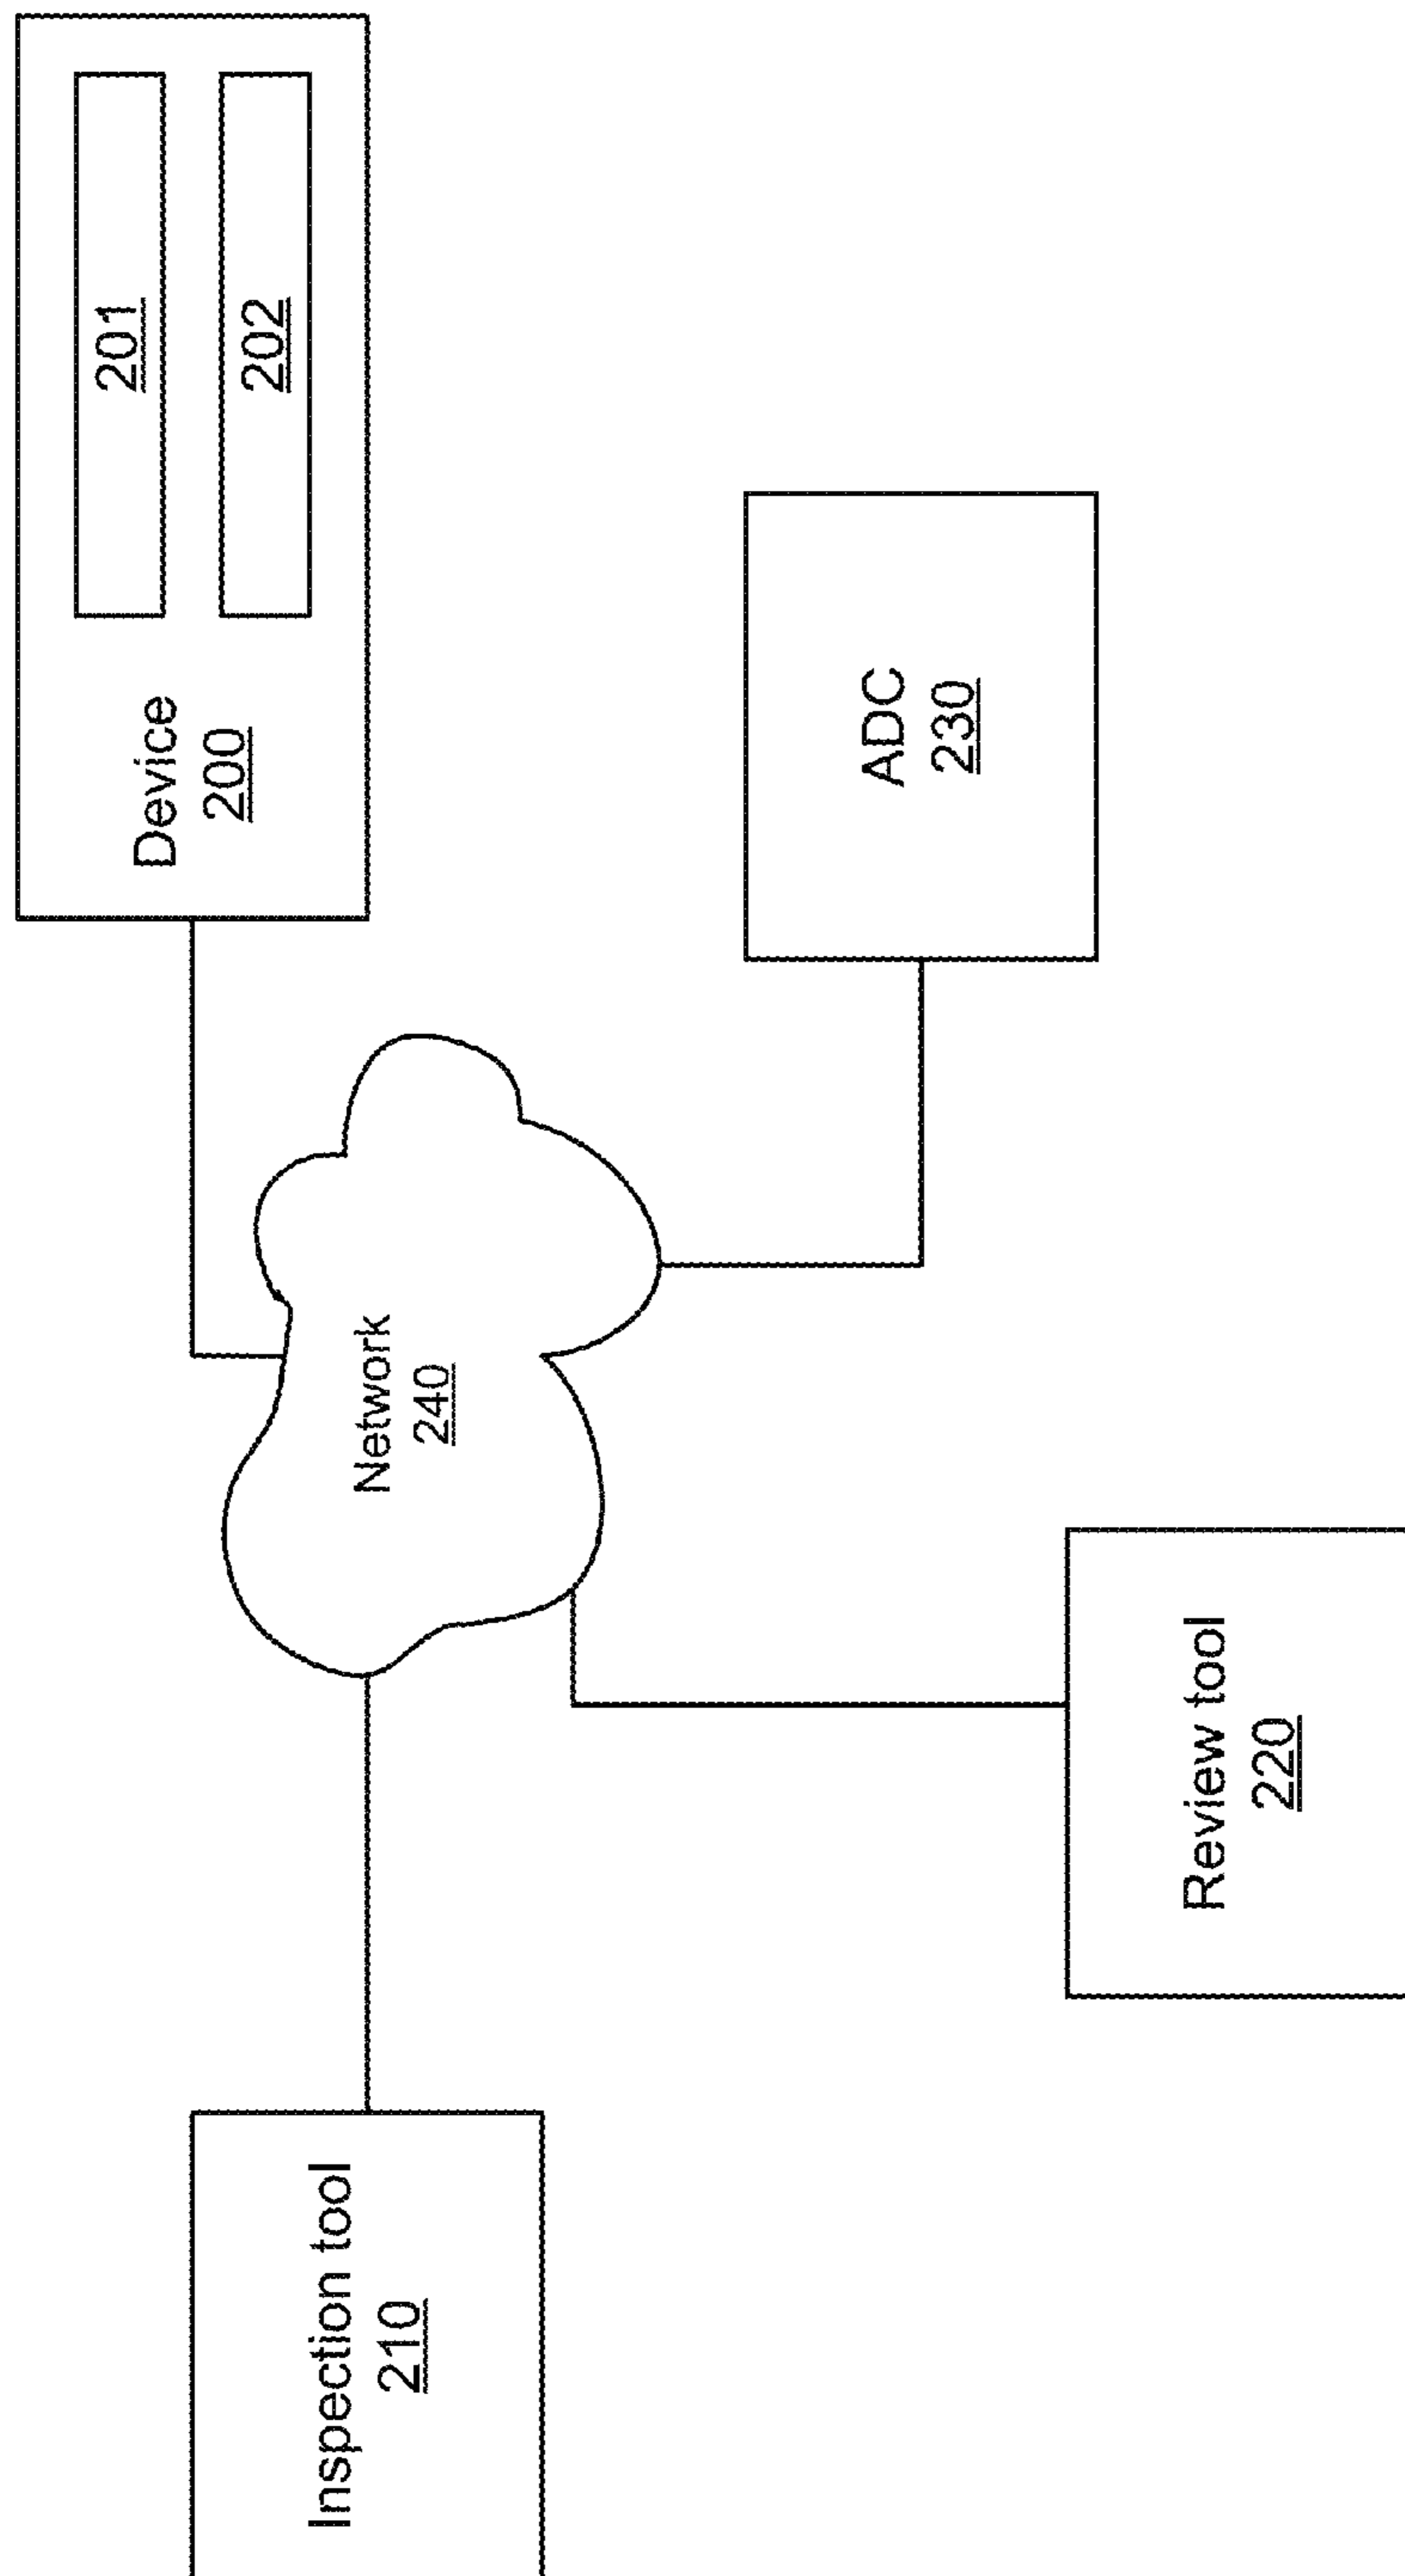 Device
200
201
202
Inspection tool
210
Network
240
ADC
230
Review tool
220